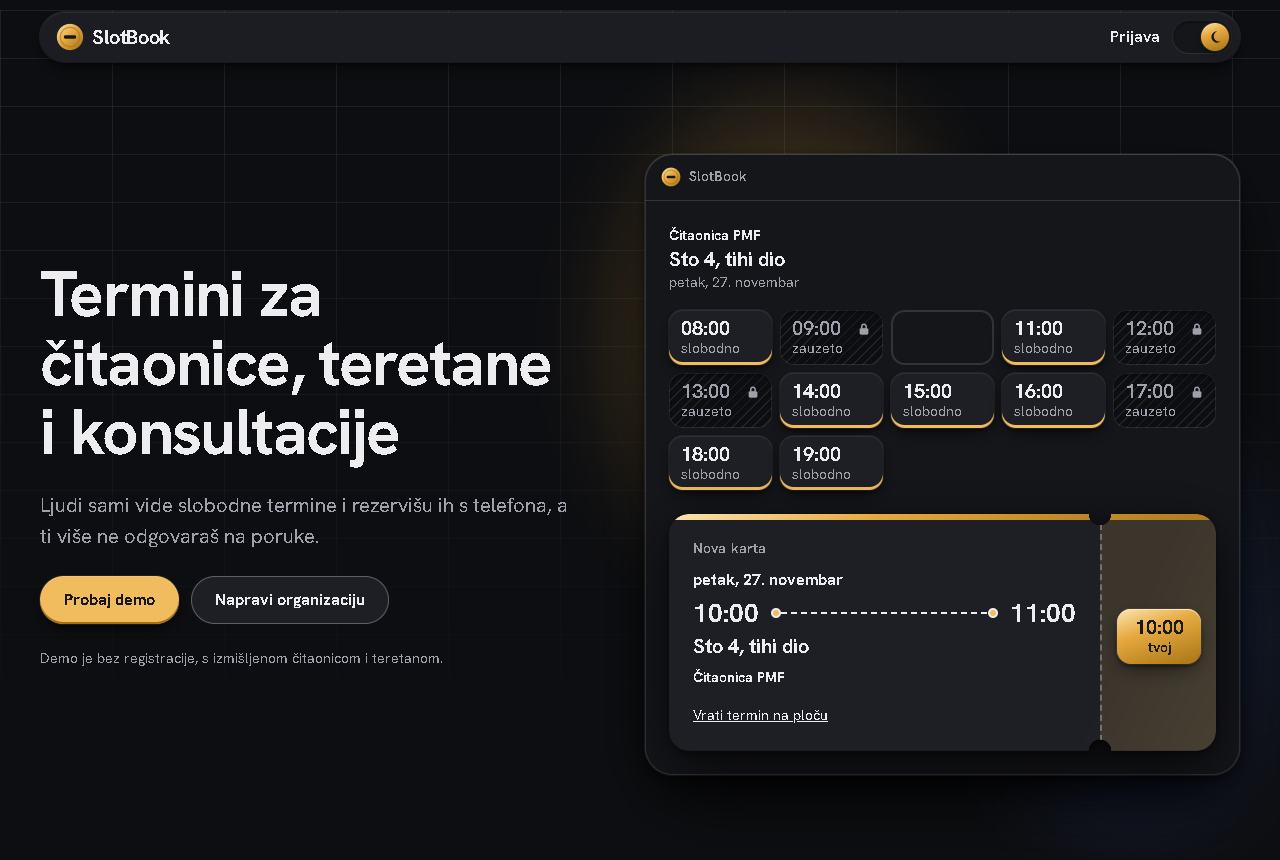 SlotBook
Prijava
Termini za
čitaonice, teretane
i konsultacije
Ljudi sami vide slobodne termine i rezervišu ih s telefona, a
ti više ne odgovaraš na poruke.
Probaj demo
Napravi organizaciju
Demo je bez registracije, s izmišljenom čitaonicom i teretanom.
SlotBook
Čitaonica PMF
Sto 4, tihi dio
petak, 27. novembar
08:00 09:00 11:00 12:00
slobodno zauzeto slobodno zauzeto
13:00 14:00 15:00 16:00 17:00
zauzeto slobodno slobodno slobodno zauzeto
18:00 19:00
slobodno slobodno
Nova karta
petak, 27. novembar
10:00 11:00
Sto 4, tihi dio
Čitaonica PMF
Vrati termin na ploču
10:00
tvoj